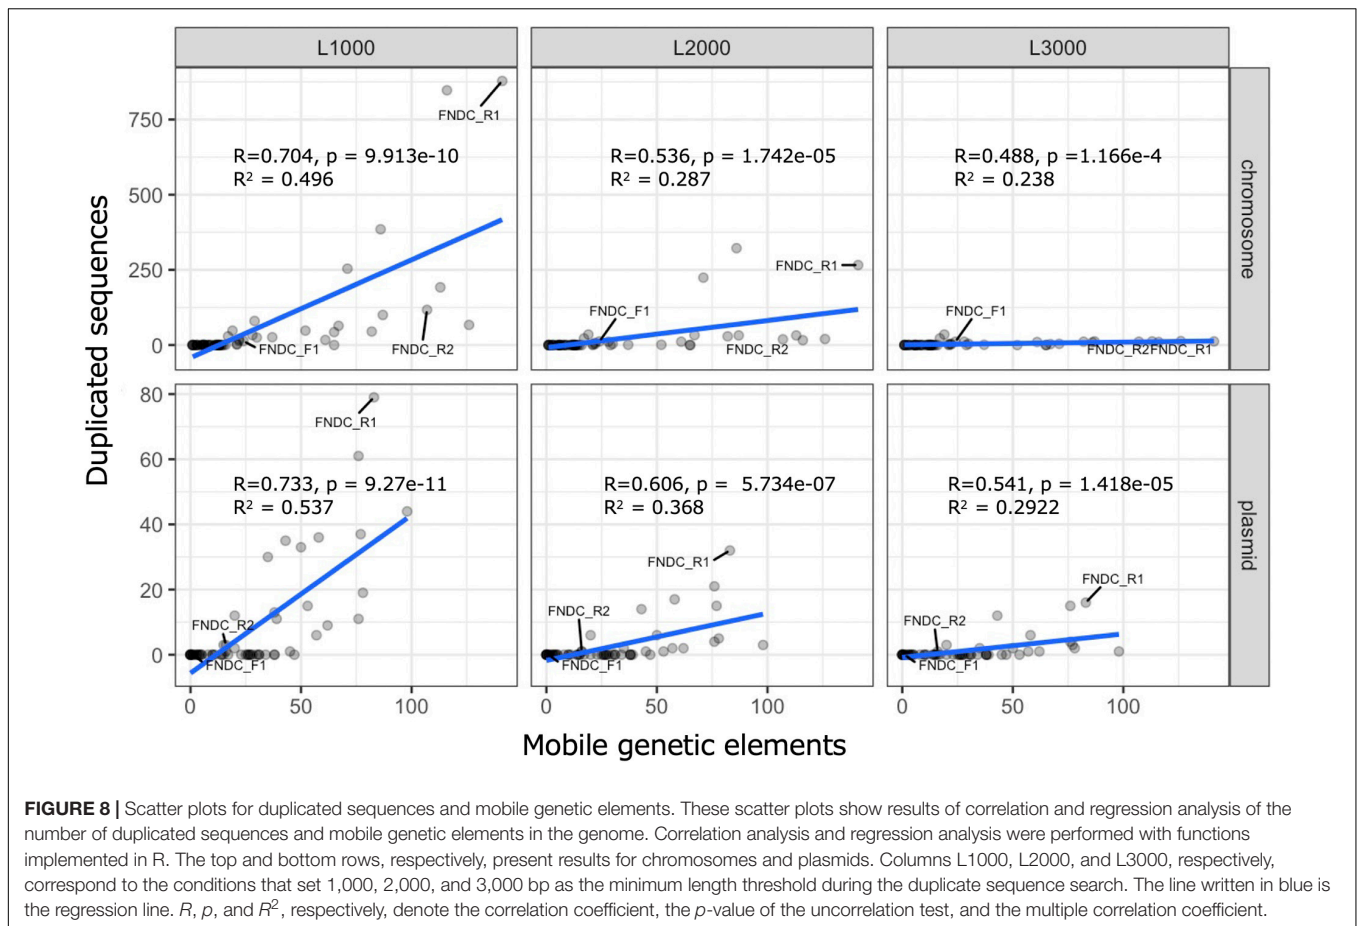 L1000 L2000 L3000
750
500
250
0
FNDC_R1
R=0.704, p = 9.913e-10
R² = 0.496
FNDC_F1
FNDC_R2
R=0.536, p = 1.742e-05
R² = 0.287
FNDC_R1
FNDC_F1
FNDC_R2
R=0.488, p =1.166e-4
R² = 0.238
FNDC_F1
FNDC_R2FNDC_R1
chromosome
Duplicated sequences
80
60
40
20
0
FNDC_R1
R=0.733, p = 9.27e-11
R² = 0.537
FNDC_R2
FNDC_F1
R=0.606, p = 5.734e-07
R² = 0.368
FNDC_R1
FNDC_R2
FNDC_F1
R=0.541, p = 1.418e-05
R² = 0.2922
FNDC_R1
FNDC_R2
FNDC_F1
plasmid
0 50 100 0 50 100 0 50 100
Mobile genetic elements
FIGURE 8 | Scatter plots for duplicated sequences and mobile genetic elements. These scatter plots show results of correlation and regression analysis of the
number of duplicated sequences and mobile genetic elements in the genome. Correlation analysis and regression analysis were performed with functions
implemented in R. The top and bottom rows, respectively, present results for chromosomes and plasmids. Columns L1000, L2000, and L3000, respectively,
correspond to the conditions that set 1,000, 2,000, and 3,000 bp as the minimum length threshold during the duplicate sequence search. The line written in blue is
the regression line. R, p, and R², respectively, denote the correlation coefficient, the p-value of the uncorrelation test, and the multiple correlation coefficient.